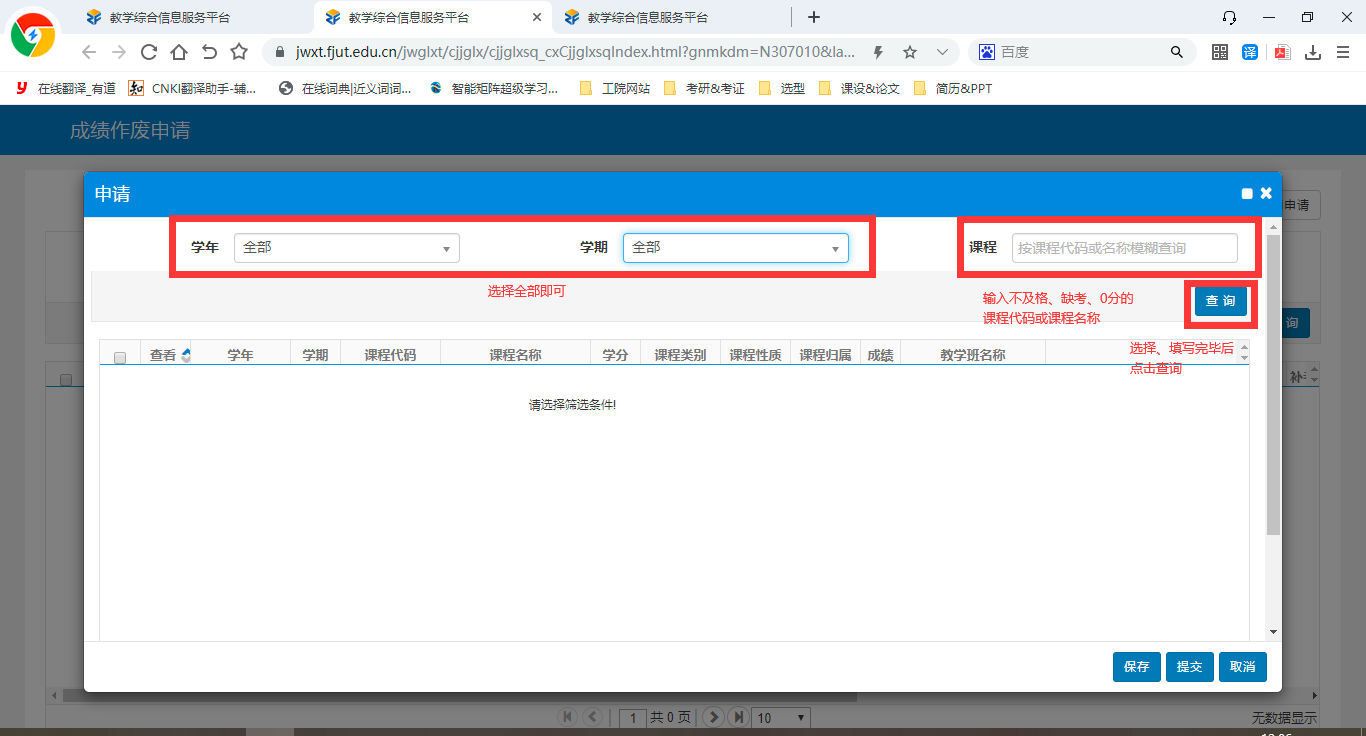 教学综合信息服务平台
教学综合信息服务平台
教学综合信息服务平台
jwxt.fjut.edu.cn/jwglxt/cjjglx/cjjglxsq_cxCjjglxsqIndex.html?gnmkdm=N307010&la...
百度
译
在线翻译_有道
CNKI翻译助手-辅...
在线词典|近义词词...
智能矩阵超级学习...
工院网站
考研&考证
选型
课设&论文
简历&PPT
成绩作废申请
申请
申请
学年 全部
学期 全部
课程 按课程代码或名称模糊查询
选择全部即可
输入不及格、缺考、0分的
课程代码或课程名称
查 询
询
选择、填写完毕后
点击查询
查看 学年 学期 课程代码 课程名称 学分 课程类别 课程性质 课程归属 成绩 教学班名称
请选择筛选条件!
保存 提交 取消
1 共 0 页 10
无数据显示